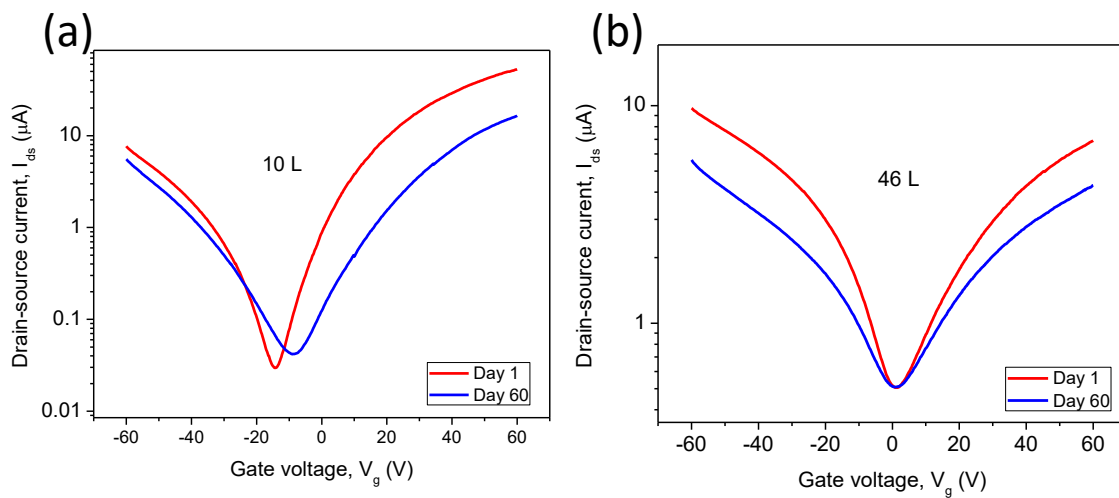 (a)
Drain-source current, I_ds (μA)
10
1
0.1
0.01
10 L
Day 1
Day 60
-60 -40 -20 0 20 40 60
Gate voltage, V_g (V)
(b)
Drain-source current, I_ds (μA)
10
1
46 L
Day 1
Day 60
-60 -40 -20 0 20 40 60
Gate voltage, V_g (V)